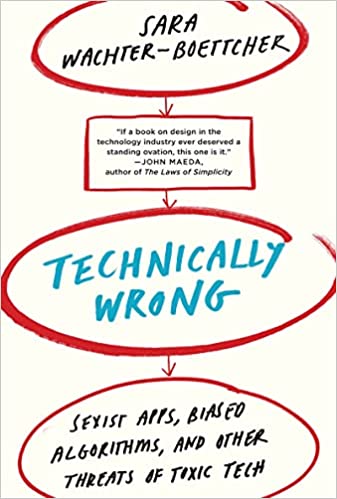 SARA
WACHTER-BOETTCHER
"If a book on design in the
technology industry ever deserved a
standing ovation, this one is it."
—JOHN MAEDA,
author of The Laws of Simplicity
TECHNICALLY
WRONG
SEXIST APPS, BIASED
ALGORITHMS, AND OTHER
THREATS OF TOXIC TECH